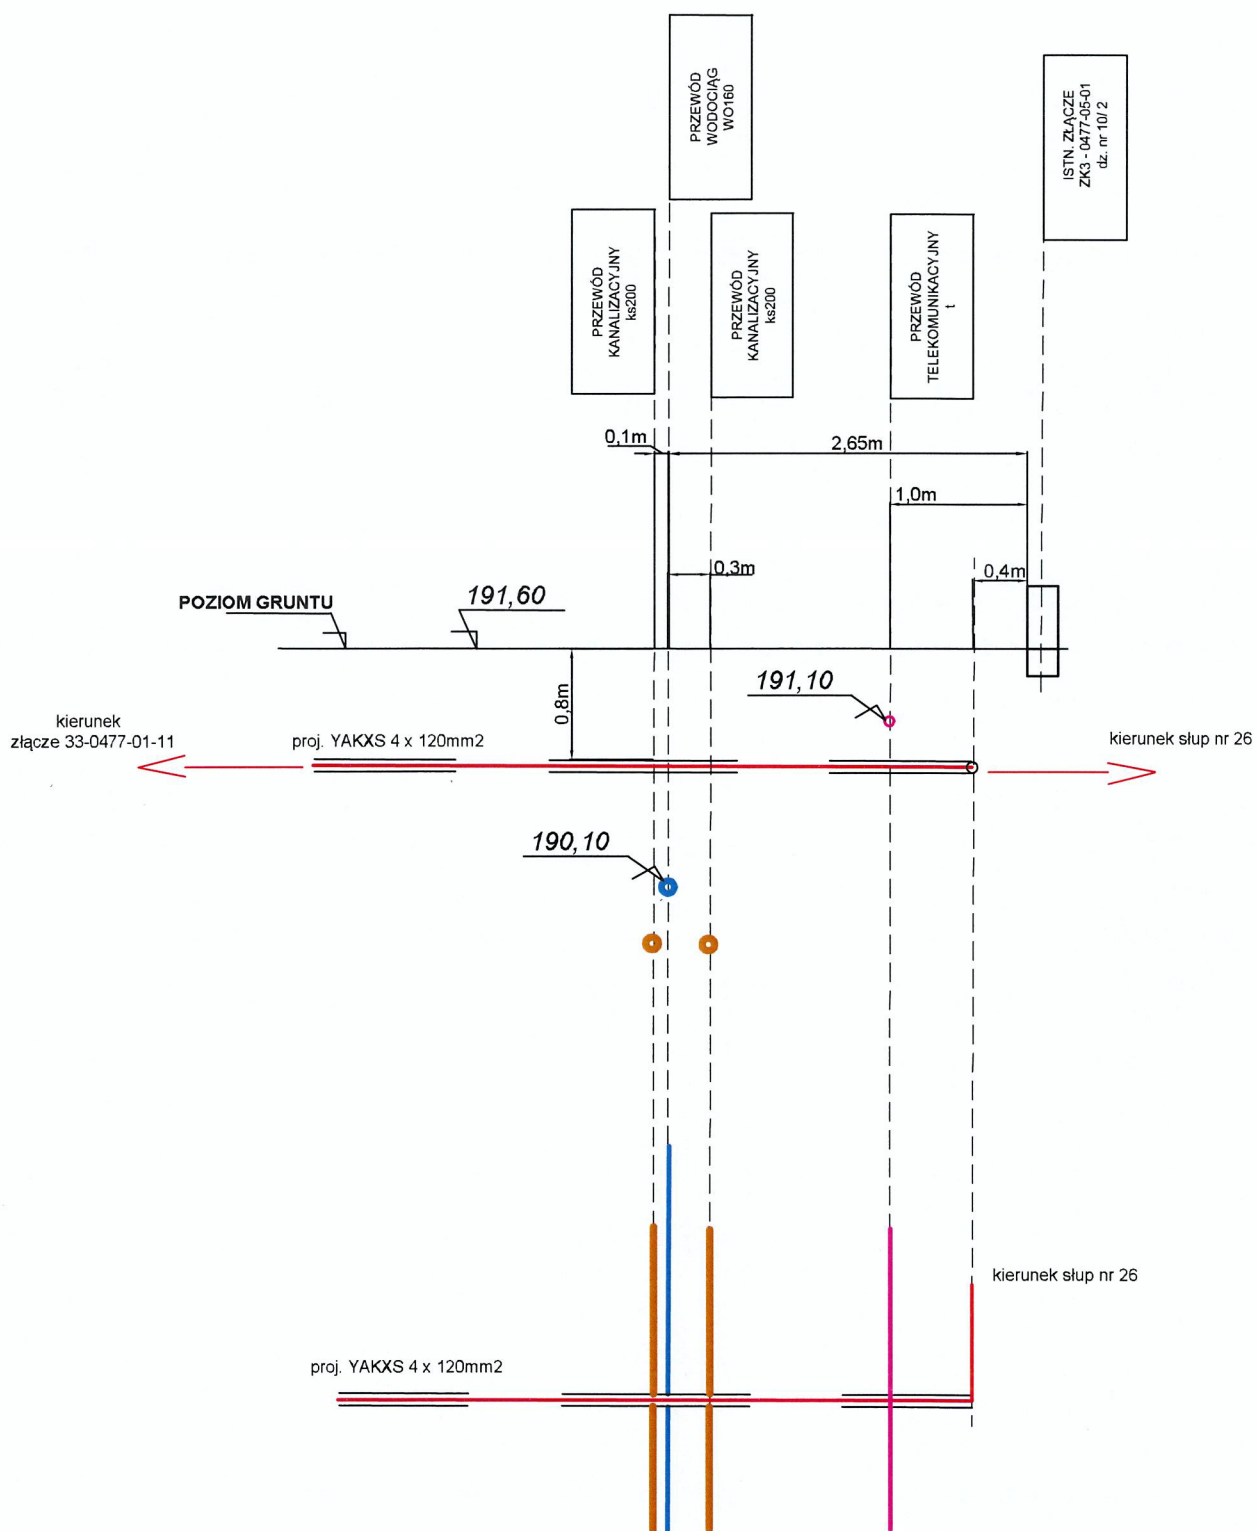 PRZEWÓD
WODOCIĄG
WO160
ISTN. ZŁĄCZE
ZK3 - 0477-05-01
dz. nr 10/ 2
PRZEWÓD
KANALIZACYJNY
ks200
PRZEWÓD
KANALIZACYJNY
ks200
PRZEWÓD
TELEKOMUNIKACYJNY
t
0,1m
2,65m
1,0m
0,3m
0,4m
POZIOM GRUNTU
191,60
0,8m
191,10
kierunek
złącze 33-0477-01-11
proj. YAKXS 4 x 120mm2
kierunek słup nr 26
190,10
kierunek słup nr 26
proj. YAKXS 4 x 120mm2